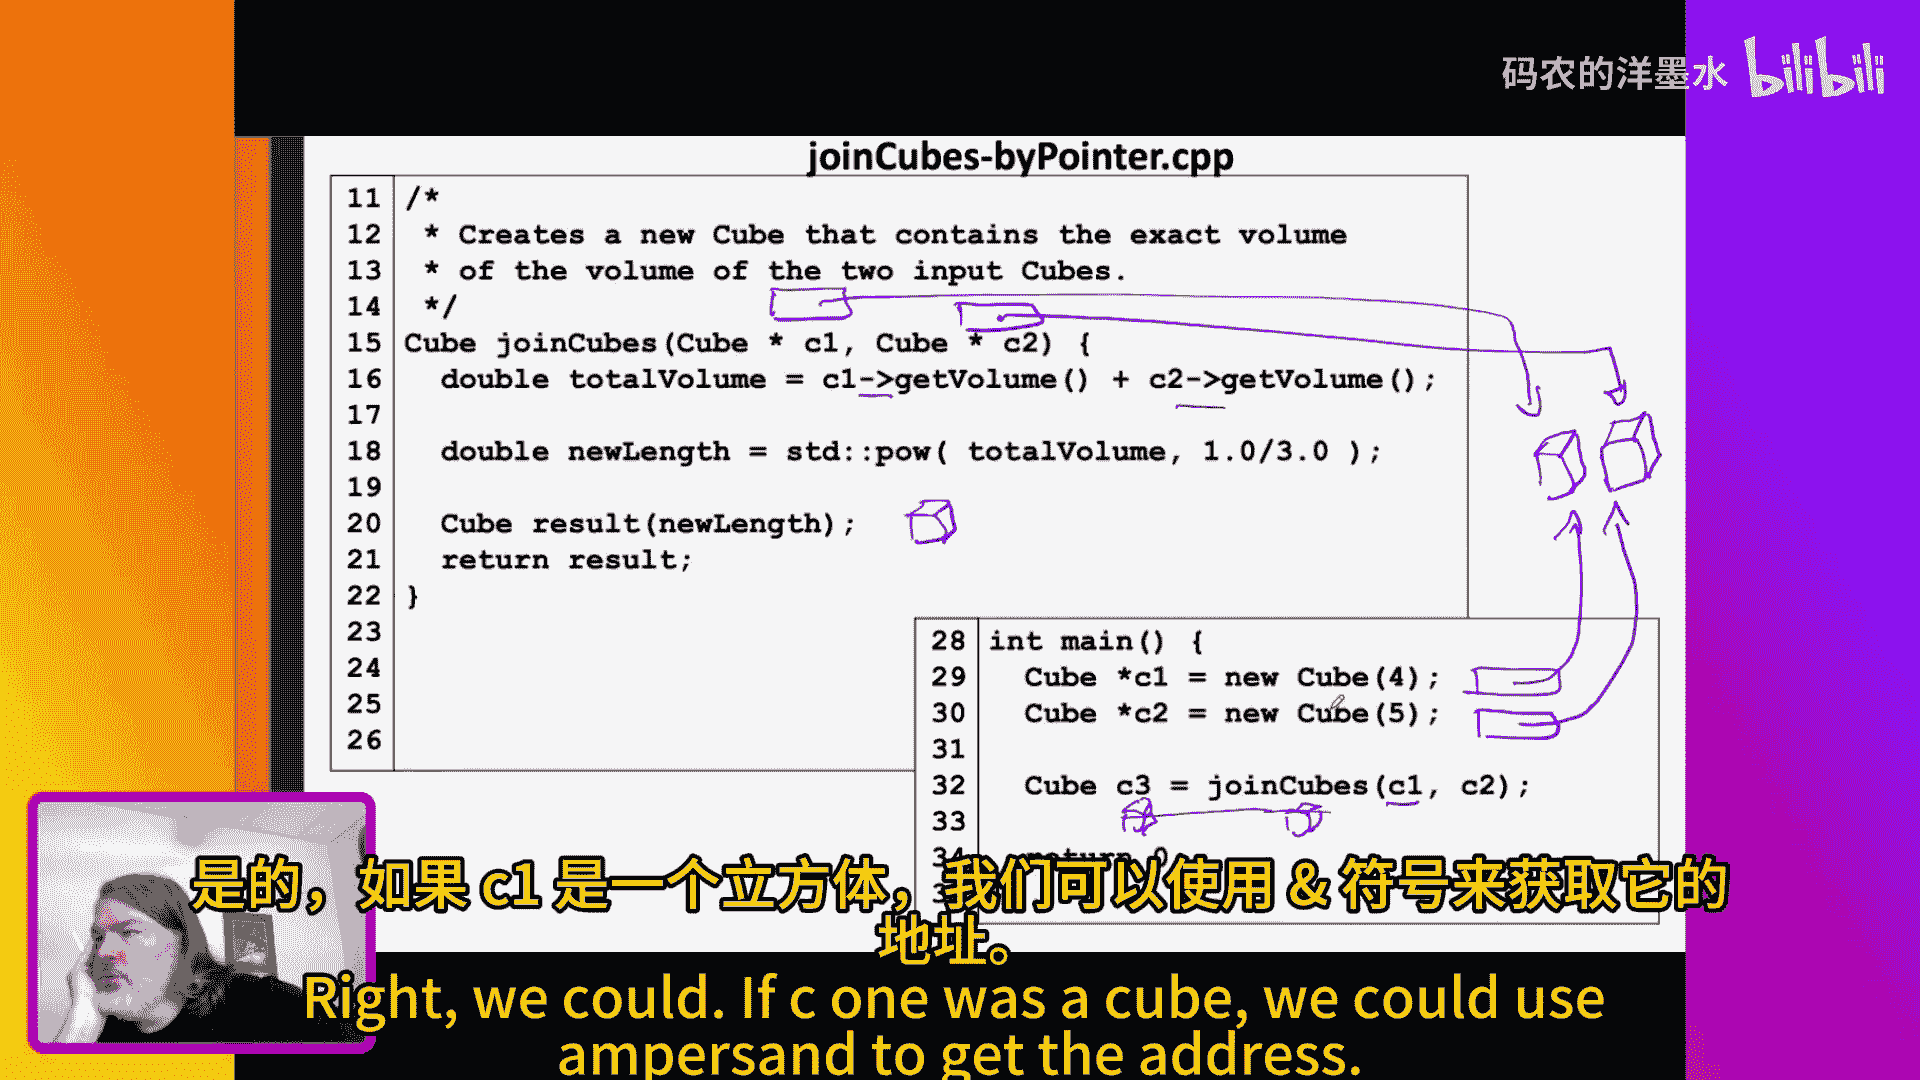 码农的洋墨水 bilibili
joinCubes-byPointer.cpp
11 /*
12  * Creates a new Cube that contains the exact volume
13  * of the volume of the two input Cubes.
14  */
15 Cube joinCubes(Cube * c1, Cube * c2) {
16   double totalVolume = c1->getVolume() + c2->getVolume();
17
18   double newLength = std::pow( totalVolume, 1.0/3.0 );
19
20   Cube result(newLength);
21   return result;
22 }
23
24
25
26
28 int main() {
29   Cube *c1 = new Cube(4);
30   Cube *c2 = new Cube(5);
31
32   Cube c3 = joinCubes(c1, c2);
33
34   return 0
是的，如果 c1 是一个立方体，我们可以使用 & 符号来获取它的
地址。
Right, we could. If c one was a cube, we could use
ampersand to get the address.